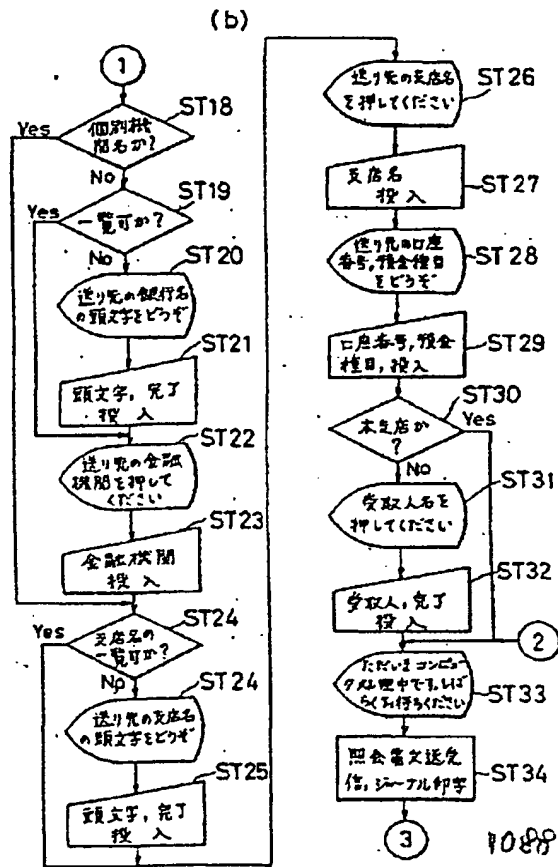 (b)
1
ST18
Yes
個別機
関名か?
No
ST19
Yes
一覧可か?
No
ST20
送り先の銀行名
の頭文字をどうぞ
ST21
頭文字,完了
投入
ST22
送り先の金融
機関を押して
ください
ST23
金融機関
投入
ST24
Yes
支店名の
一覧可か?
No
ST24
送り先の支店名
の頭文字をどうぞ
ST25
頭文字,完了
投入
ST26
送り先の支店名
を押してください
ST27
支店名
投入
ST28
送り先の口座
番号,預金種目
をどうぞ
ST29
口座番号,預金
種目,投入
ST30
本支店か
?
Yes
No
ST31
受取人名を
押してください
ST32
受取人,完了
投入
2
ST33
ただいまコンピュー
タ処理中です。しば
らくお待ちください
ST34
照会電文送受
信,ジャーナル印字
3
1088